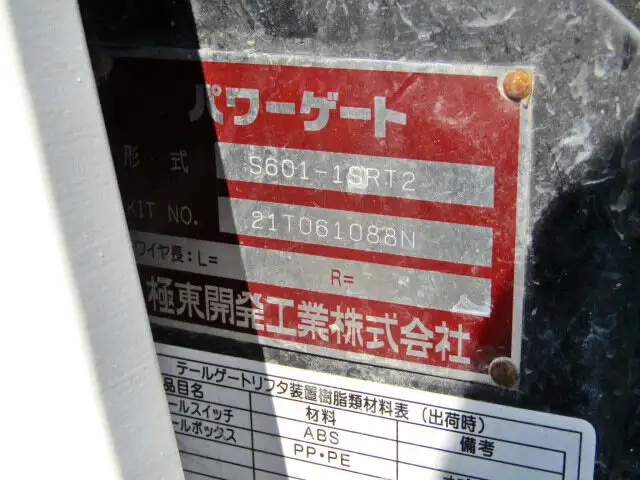 パワーゲート
形式 S601-1SRT2
KIT NO. 21T061088N
ワイヤ長:L= R=
極東開発工業株式会社
テールゲートリフタ装置樹脂類材料表(出荷時)
品目名 材料 備考
ールスイッチ ABS
ールボックス PP・PE